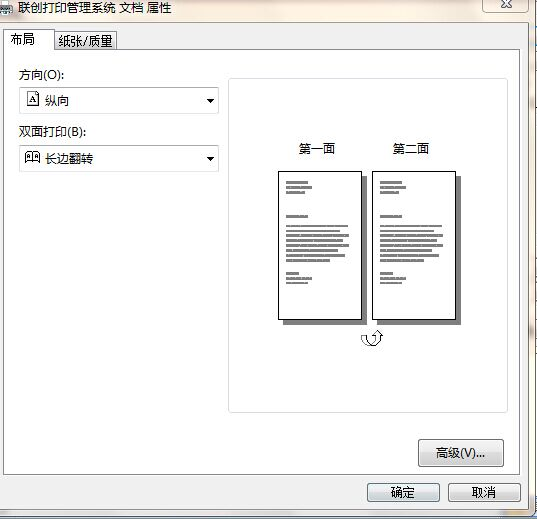 联创打印管理系统 文档 属性
布局
纸张/质量
方向(O):
纵向
双面打印(B):
长边翻转
第一面
第二面
高级(V)...
确定
取消